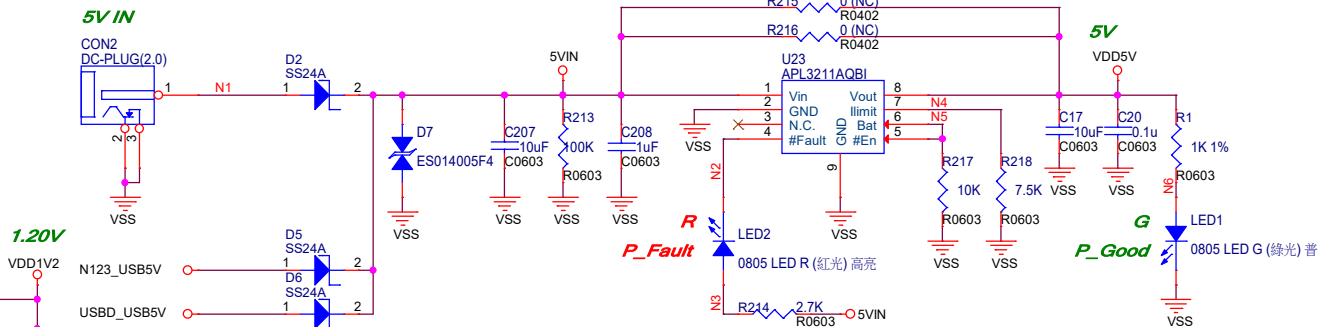 5V IN
CON2
DC-PLUG(2.0)
1
N1
2
3
VSS
D2
SS24A
1
2
D7
ES014005F4
VSS
C207
10uF
C0603
VSS
5VIN
R213
100K
R0603
VSS
C208
1uF
C0603
VSS
R215
0 (NC)
R0402
R216
0 (NC)
R0402
U23
APL3211AQBI
1
Vin
2
GND
3
N.C.
4
#Fault
8
Vout
7
Ilimit
6
Bat
5
#En
GND
9
VSS
VSS
N4
N5
N2
R
P_Fault
LED2
0805 LED R (紅光) 高亮
N3
R214
2.7K
R0603
5VIN
R217
10K
R0603
VSS
R218
7.5K
R0603
VSS
5V
VDD5V
C17
10uF
C0603
VSS
C20
0.1u
C0603
VSS
R1
1K 1%
R0603
N6
G
P_Good
LED1
0805 LED G (綠光) 普
VSS
1.20V
VDD1V2
N123_USB5V
D5
SS24A
1
2
USBD_USB5V
D6
SS24A
1
2